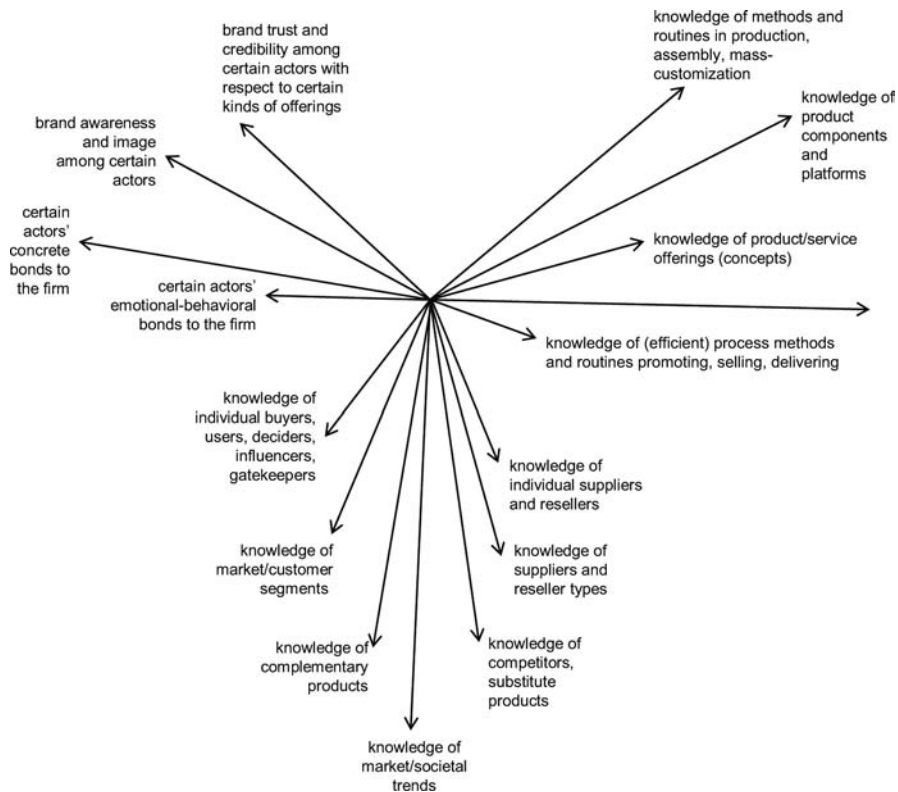 brand trust and
credibility among
certain actors with
respect to certain
kinds of offerings
knowledge of methods and
routines in production,
assembly, mass-
customization
knowledge of
product
components
and
platforms
brand awareness
and image
among certain
actors
certain
actors'
concrete
bonds to
the firm
knowledge of product/service
offerings (concepts)
certain actors'
emotional-behavioral
bonds to the firm
knowledge of (efficient) process methods
and routines promoting, selling, delivering
knowledge of
individual buyers,
users, deciders,
influencers,
gatekeepers
knowledge of
individual suppliers
and resellers
knowledge of
market/customer
segments
knowledge of
suppliers and
reseller types
knowledge of
complementary
products
knowledge of
competitors,
substitute
products
knowledge of
market/societal
trends